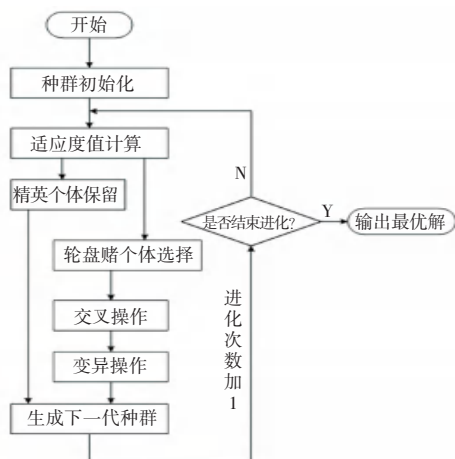 开始
种群初始化
适应度值计算
精英个体保留
轮盘赌个体选择
交叉操作
变异操作
生成下一代种群
进化次数加1
是否结束进化?
N
Y
输出最优解